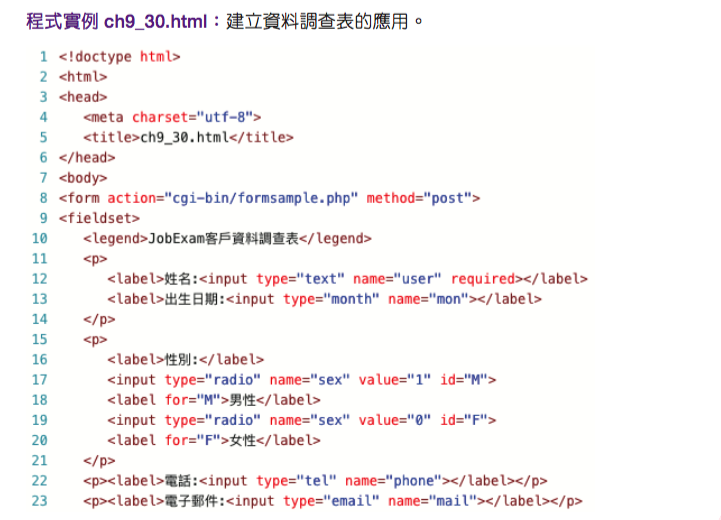 程式實例 ch9_30.html：建立資料調查表的應用。
1 <!doctype html>
2 <html>
3 <head>
4 <meta charset="utf-8">
5 <title>ch9_30.html</title>
6 </head>
7 <body>
8 <form action="cgi-bin/formsample.php" method="post">
9 <fieldset>
10 <legend>JobExam客戶資料調查表</legend>
11 <p>
12 <label>姓名:<input type="text" name="user" required></label>
13 <label>出生日期:<input type="month" name="mon"></label>
14 </p>
15 <p>
16 <label>性別:</label>
17 <input type="radio" name="sex" value="1" id="M">
18 <label for="M">男性</label>
19 <input type="radio" name="sex" value="0" id="F">
20 <label for="F">女性</label>
21 </p>
22 <p><label>電話:<input type="tel" name="phone"></label></p>
23 <p><label>電子郵件:<input type="email" name="mail"></label></p>